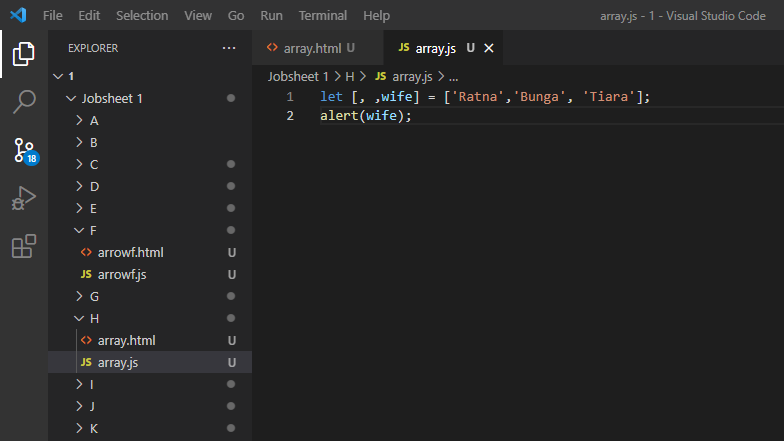 File Edit Selection View Go Run Terminal Help array.js - 1 - Visual Studio Code
EXPLORER ...
array.html U JS array.js U
Jobsheet 1 > H > JS array.js > ...
1
Jobsheet 1
A
B
C
D
E
F
arrowf.html U
JS arrowf.js U
G
H
array.html U
JS array.js U
I
J
K
18
1 let [, ,wife] = ['Ratna','Bunga', 'Tiara'];
2 alert(wife);